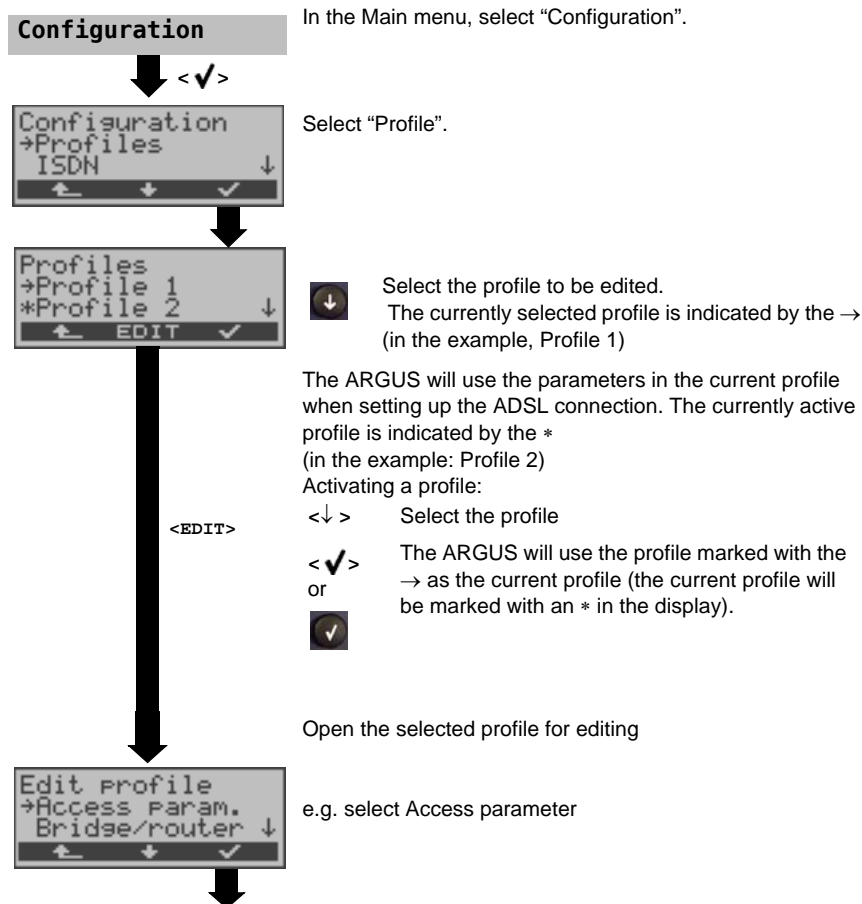 Configuration
In the Main menu, select “Configuration”.
<✓>
Configuration
→Profiles
ISDN ↓
Select “Profile”.
Profiles
→Profile 1
*Profile 2 ↓
EDIT ✓
↓
Select the profile to be edited.
The currently selected profile is indicated by the →
(in the example, Profile 1)
The ARGUS will use the parameters in the current profile
when setting up the ADSL connection. The currently active
profile is indicated by the *
(in the example: Profile 2)
Activating a profile:
<↓ > Select the profile
<EDIT>
<✓>
or
The ARGUS will use the profile marked with the
→ as the current profile (the current profile will
be marked with an * in the display).
Open the selected profile for editing
Edit profile
→Access param.
Bridge/router ↓
e.g. select Access parameter